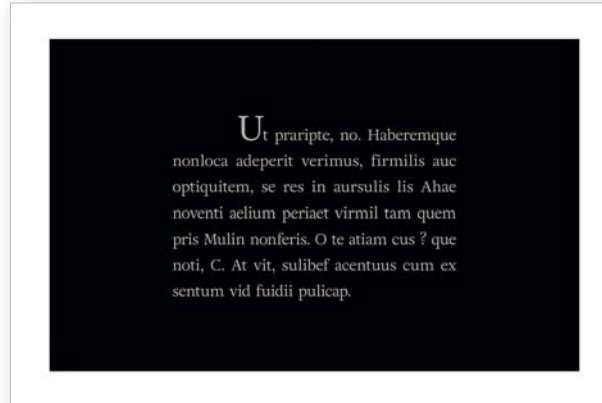 Ut praripte, no. Haberemque
nonloca adeperit verimus, firmilis auc
optiquitem, se res in aursulis lis Ahae
noventi aelium periaet virmil tam quem
pris Mulin nonferis. O te atiam cus ? que
noti, C. At vit, sulibef acentuus cum ex
sentum vid fuidii pulicap.